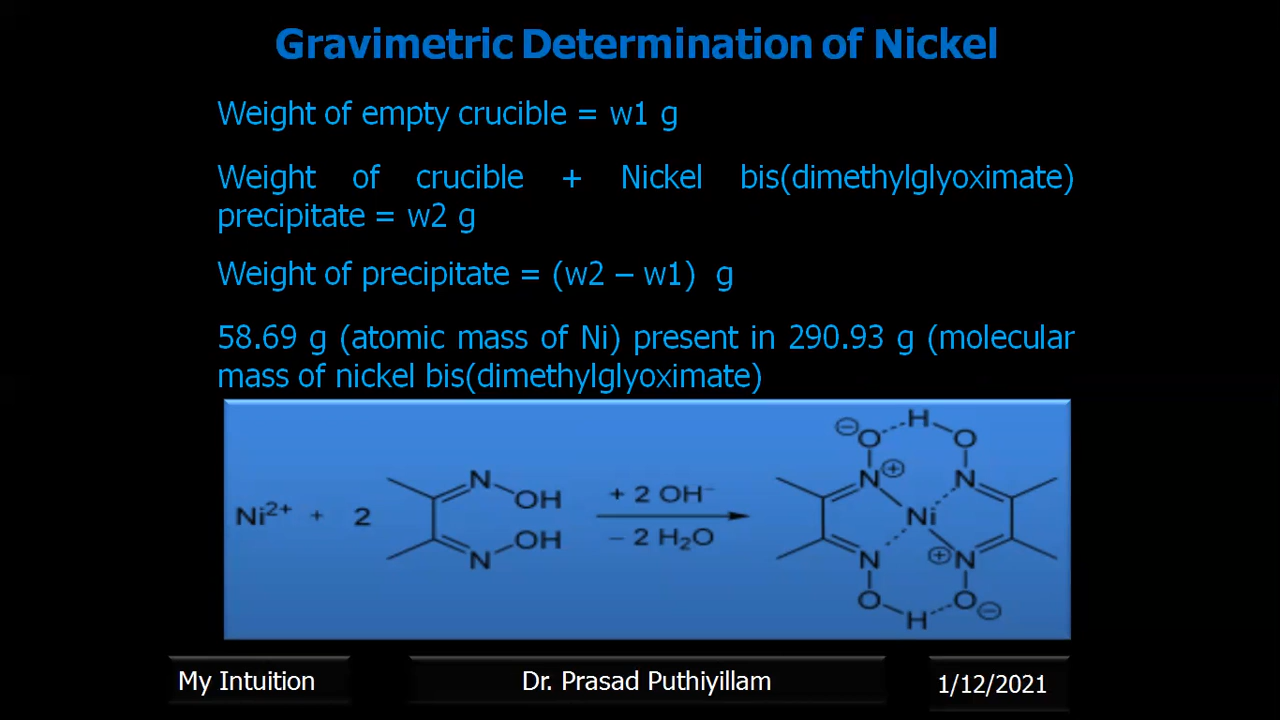 Gravimetric Determination of Nickel
Weight of empty crucible = w1 g
Weight of crucible + Nickel bis(dimethylglyoximate)
precipitate = w2 g
Weight of precipitate = (w2 – w1) g
58.69 g (atomic mass of Ni) present in 290.93 g (molecular
mass of nickel bis(dimethylglyoximate)
⊖ O H O
N ⊕ N
N OH
+ 2 OH⁻
Ni²⁺ + 2
Ni
− 2 H₂O
OH
N
N ⊕ N
O H O ⊖
My Intuition
Dr. Prasad Puthiyillam
1/12/2021